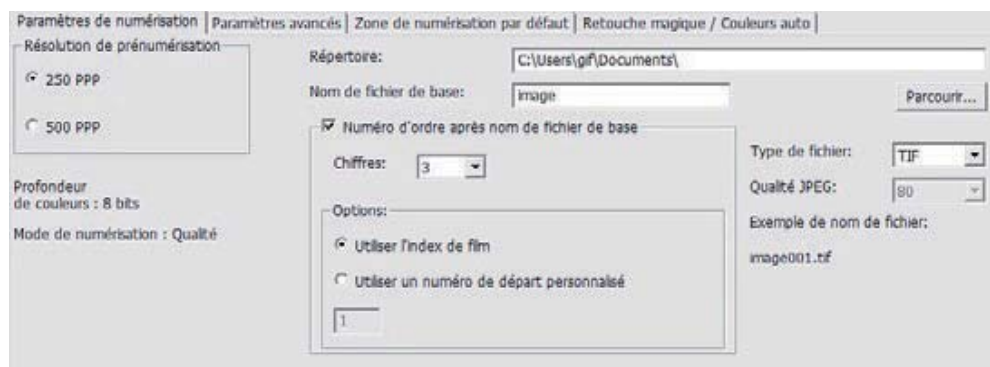 Paramètres de numérisation
Paramètres avancés
Zone de numérisation par défaut
Retouche magique / Couleurs auto
Résolution de prénumérisation
250 PPP
500 PPP
Profondeur
de couleurs : 8 bits
Mode de numérisation : Qualité
Répertoire:
C:\Users\gif\Documents\
Nom de fichier de base:
image
Parcourir...
Numéro d'ordre après nom de fichier de base
Chiffres:
3
Options:
Utiliser l'index de film
Utiliser un numéro de départ personnalisé
1
Type de fichier:
TIF
Qualité JPEG:
80
Exemple de nom de fichier:
image001.tif